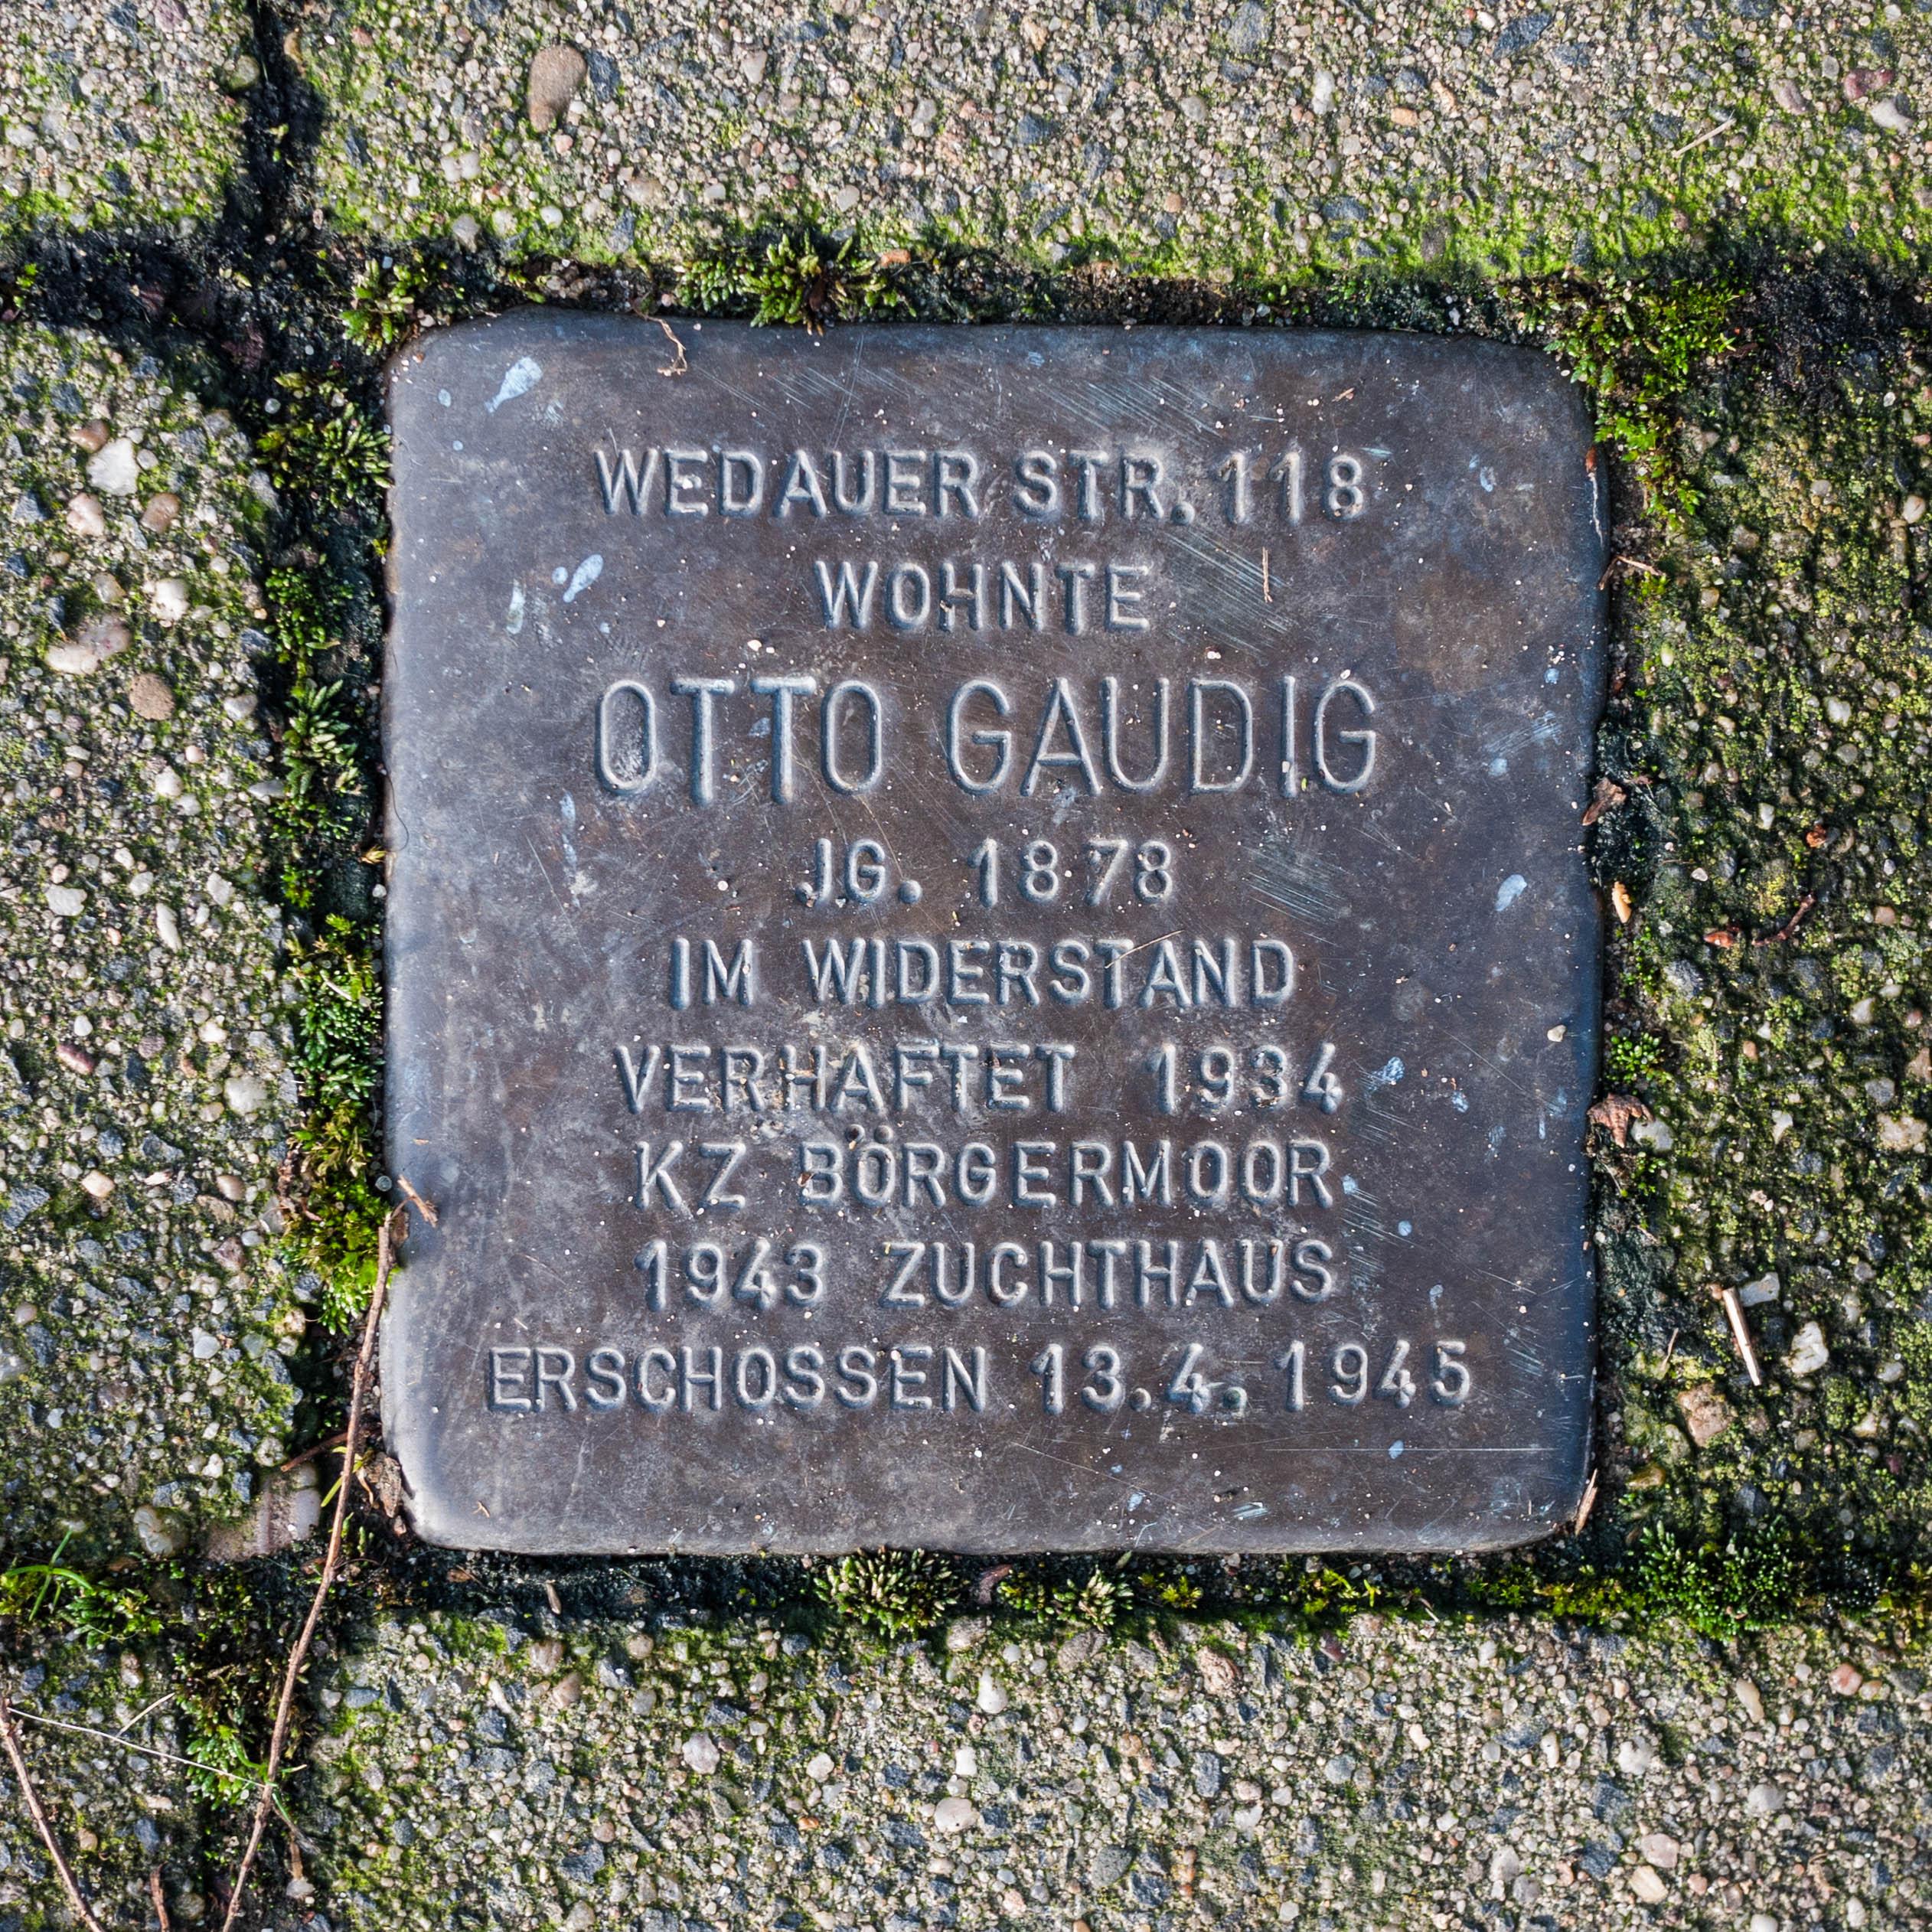 WEDAUER STR. 118
WOHNTE
OTTO GAUDIG
JG. 1878
IM WIDERSTAND
VERHAFTET 1934
KZ BÖRGERMOOR
1943 ZUCHTHAUS
ERSCHOSSEN 13.4.1945